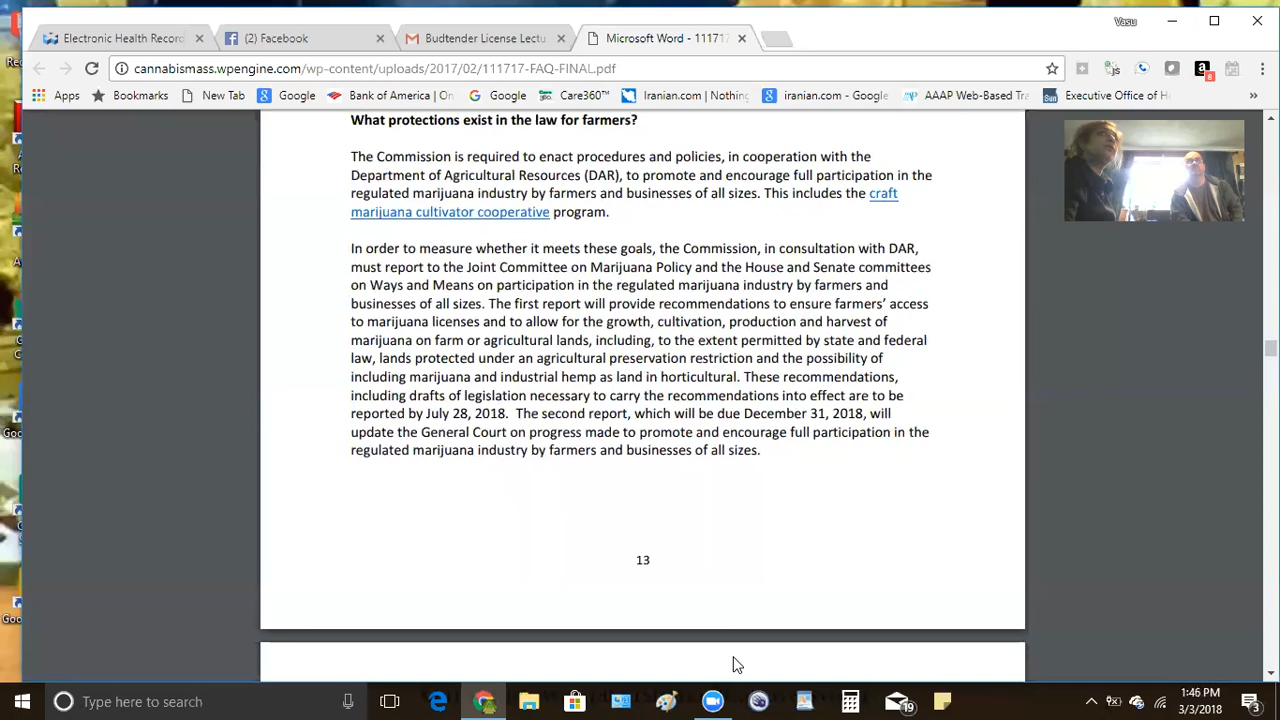 Vasu
Electronic Health Record
(2) Facebook
Budtender License Lectu
Microsoft Word - 11171
cannabismass.wpengine.com/wp-content/uploads/2017/02/111717-FAQ-FINAL.pdf
Apps Bookmarks New Tab Google Bank of America | On Google Care360™ Iranian.com | Nothing iranian.com - Google AAAP Web-Based Tra Executive Office of He »
8
What protections exist in the law for farmers?
The Commission is required to enact procedures and policies, in cooperation with the
Department of Agricultural Resources (DAR), to promote and encourage full participation in the
regulated marijuana industry by farmers and businesses of all sizes. This includes the craft
marijuana cultivator cooperative program.
In order to measure whether it meets these goals, the Commission, in consultation with DAR,
must report to the Joint Committee on Marijuana Policy and the House and Senate committees
on Ways and Means on participation in the regulated marijuana industry by farmers and
businesses of all sizes. The first report will provide recommendations to ensure farmers’ access
to marijuana licenses and to allow for the growth, cultivation, production and harvest of
marijuana on farm or agricultural lands, including, to the extent permitted by state and federal
law, lands protected under an agricultural preservation restriction and the possibility of
including marijuana and industrial hemp as land in horticultural. These recommendations,
including drafts of legislation necessary to carry the recommendations into effect are to be
reported by July 28, 2018. The second report, which will be due December 31, 2018, will
update the General Court on progress made to promote and encourage full participation in the
regulated marijuana industry by farmers and businesses of all sizes.
13
Type here to search
19
1:46 PM
3/3/2018
3